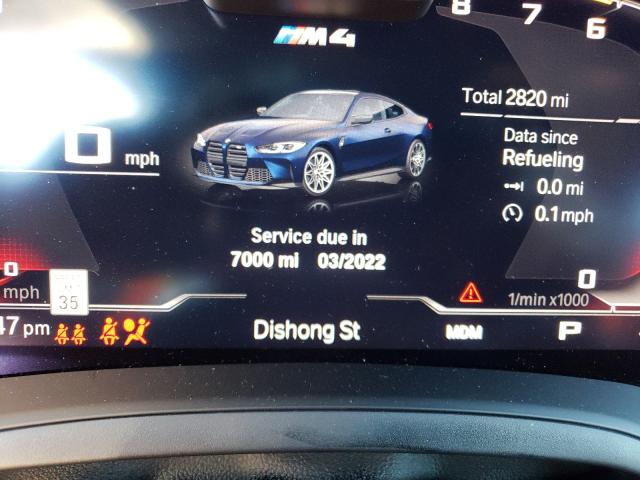 8 7 6
M4
Total 2820 mi
0 mph
Data since
Refueling
0.0 mi
0.1 mph
Service due in
7000 mi 03/2022
0
mph
35
0
1/min x1000
47 pm
Dishong St
MDM
P